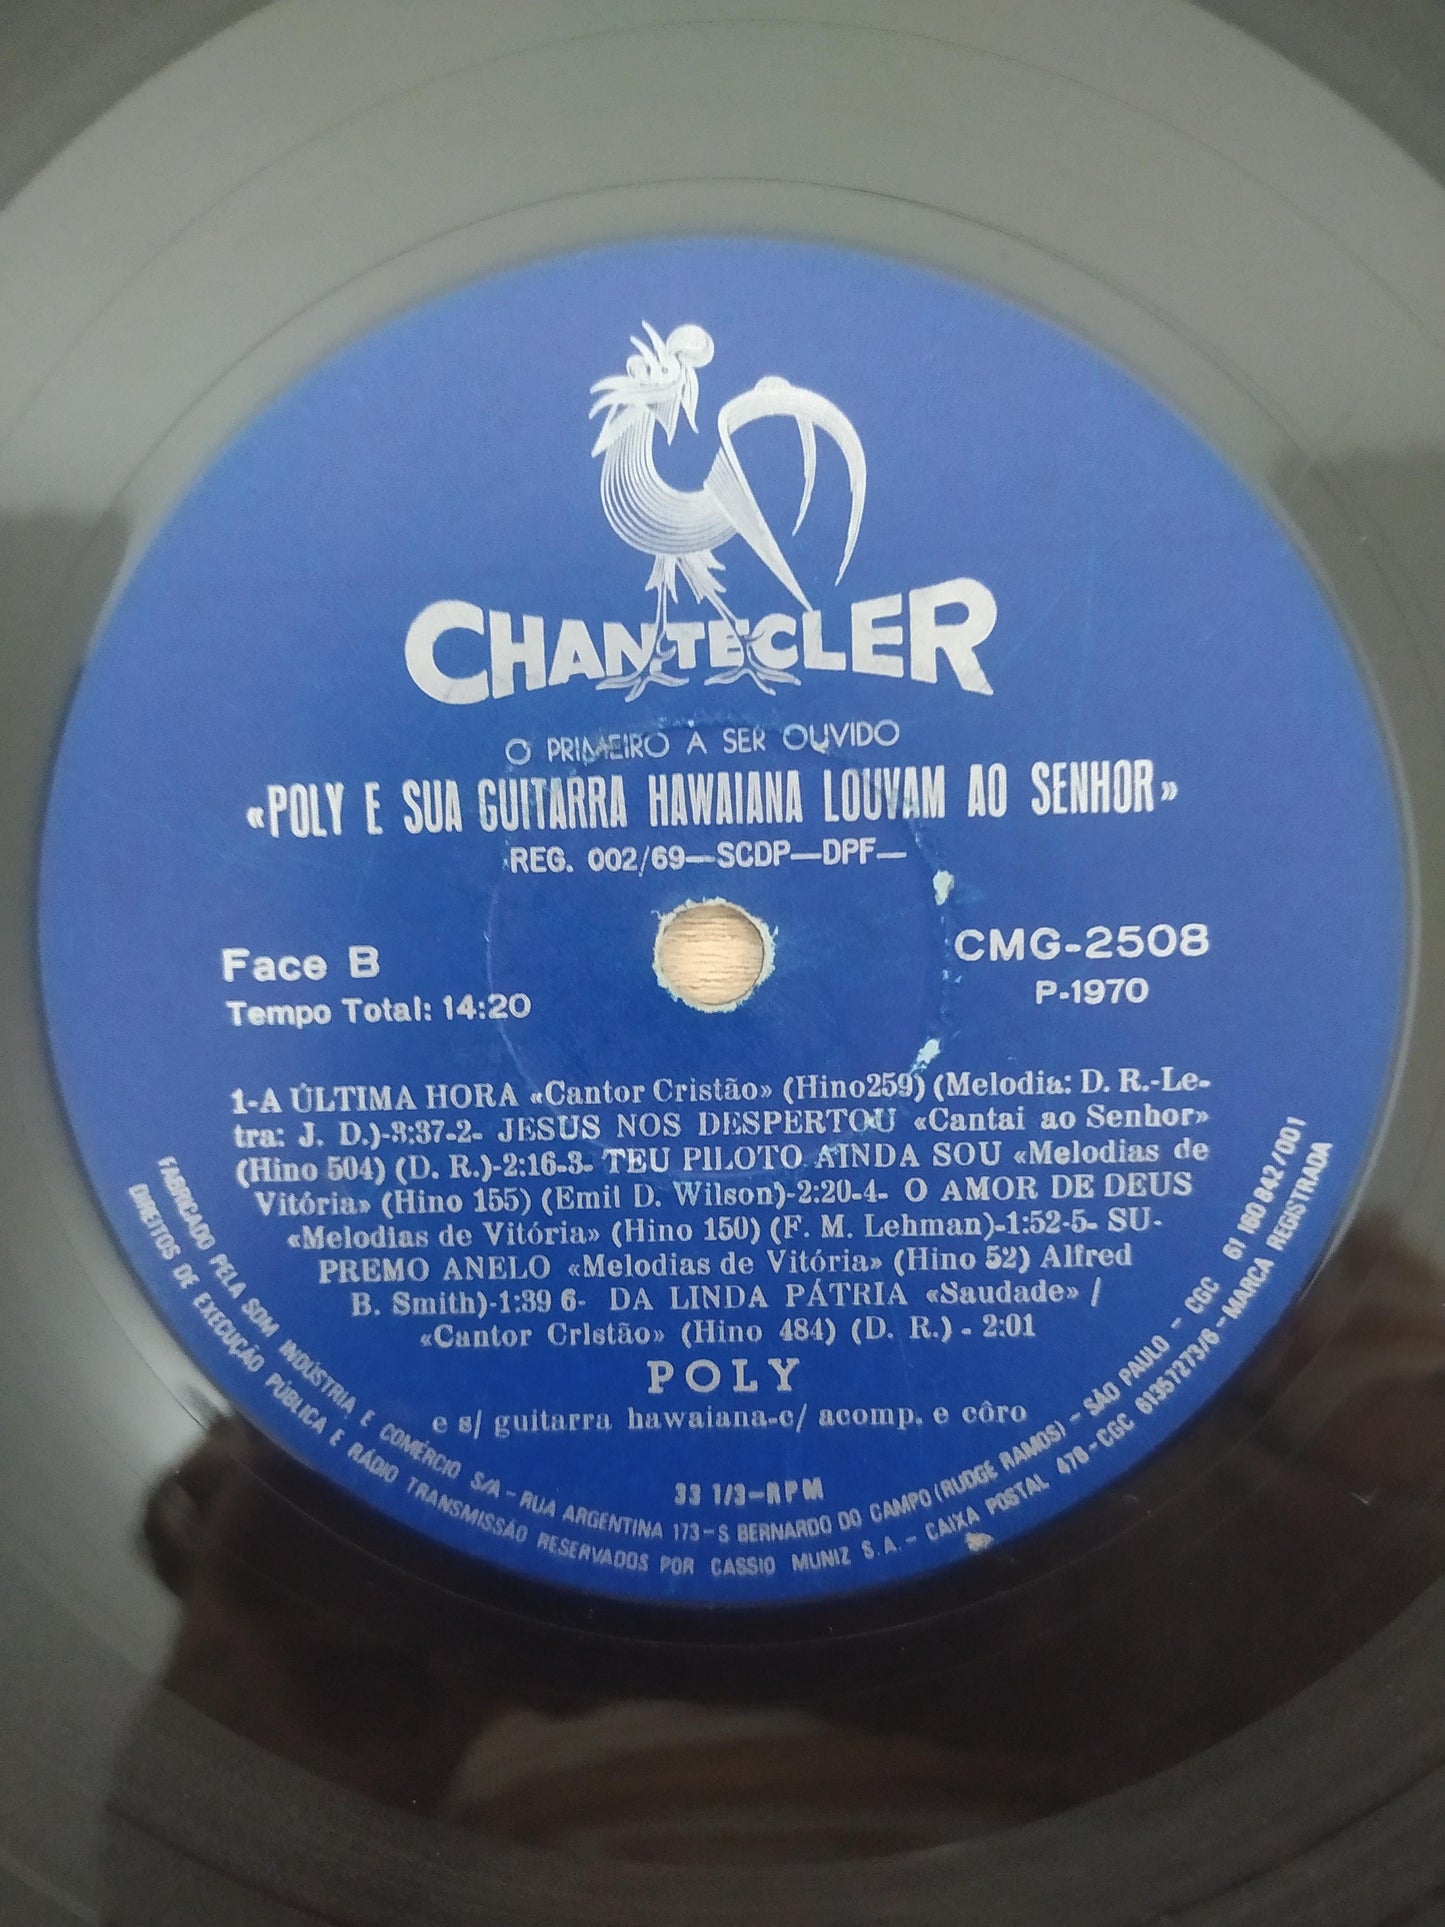 CHANTECLER
O PRIMEIRO A SER OUVIDO
«POLY E SUA GUITARRA HAWAIANA LOUVAM AO SENHOR»
REG. 002/69—SCDP—DPF—
Face B
Tempo Total: 14:20
CMG-2508
P-1970
1-A ÚLTIMA HORA «Cantor Cristão» (Hino259) (Melodia: D. R.-Le-
tra: J. D.)-3:37-2- JESUS NOS DESPERTOU «Cantai ao Senhor»
(Hino 504) (D. R.)-2:16-3- TEU PILOTO AINDA SOU «Melodias de
Vitória» (Hino 155) (Emil D. Wilson)-2:20-4- O AMOR DE DEUS
«Melodias de Vitória» (Hino 150) (F. M. Lehman)-1:52-5- SU-
PREMO ANELO «Melodias de Vitória» (Hino 52) Alfred
B. Smith)-1:39 6- DA LINDA PÁTRIA «Saudade» /
«Cantor Cristão» (Hino 484) (D. R.) - 2:01
POLY
e s/ guitarra hawaiana-c/ acomp. e côro
33 1/3-RPM
FABRICADO PELA SDM INDÚSTRIA E COMÉRCIO S/A - RUA ARGENTINA 173-S BERNARDO DO CAMPO (RUDGE RAMOS) - SÃO PAULO - CGC 61 160 842/001
DIREITOS DE EXECUÇÃO PÚBLICA E RÁDIO TRANSMISSÃO RESERVADOS POR CASSIO MUNIZ S.A. - CAIXA POSTAL 478 - CGC 61357273/6 - MARCA REGISTRADA